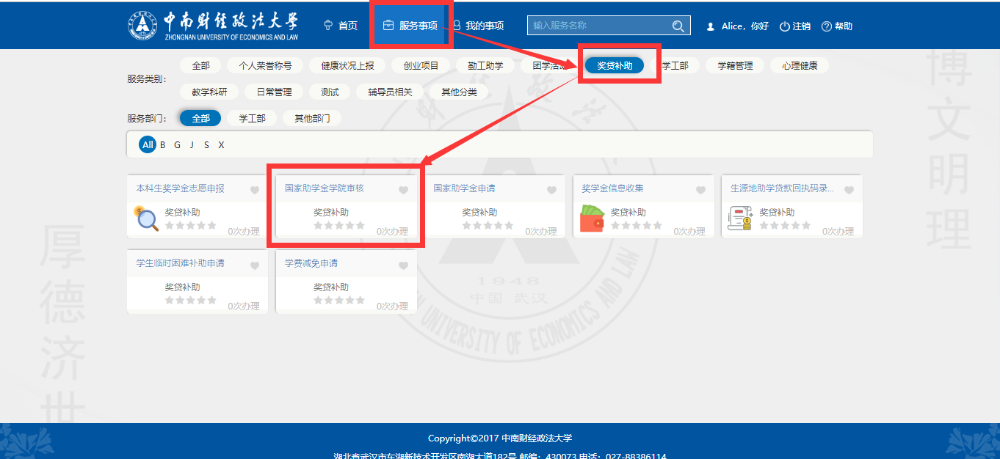 中南财经政法大学
ZHONGNAN UNIVERSITY OF ECONOMICS AND LAW
首页 服务事项 我的事项 输入服务名称 Alice，你好 注销 帮助
服务类别：
全部 个人荣誉称号 健康状况上报 创业项目 勤工助学 团学活动 奖贷补助 学工部 学籍管理 心理健康
教学科研 日常管理 测试 辅导员相关 其他分类
服务部门： 全部 学工部 其他部门
All B G J S X
本科生奖学金志愿申报
奖贷补助
0次办理
国家助学金学院审核
奖贷补助
0次办理
国家助学金申请
奖贷补助
0次办理
奖学金信息收集
奖贷补助
0次办理
生源地助学贷款回执码录...
奖贷补助
0次办理
学生临时困难补助申请
奖贷补助
0次办理
学费减免申请
奖贷补助
0次办理
博文明理
厚德济世
1948
中国 武汉
UNIVERSITY OF ECONOMICS AND LAW
Copyright©2017 中南财经政法大学
湖北省武汉市东湖新技术开发区南湖大道182号 邮编：430073 电话：027-88386114